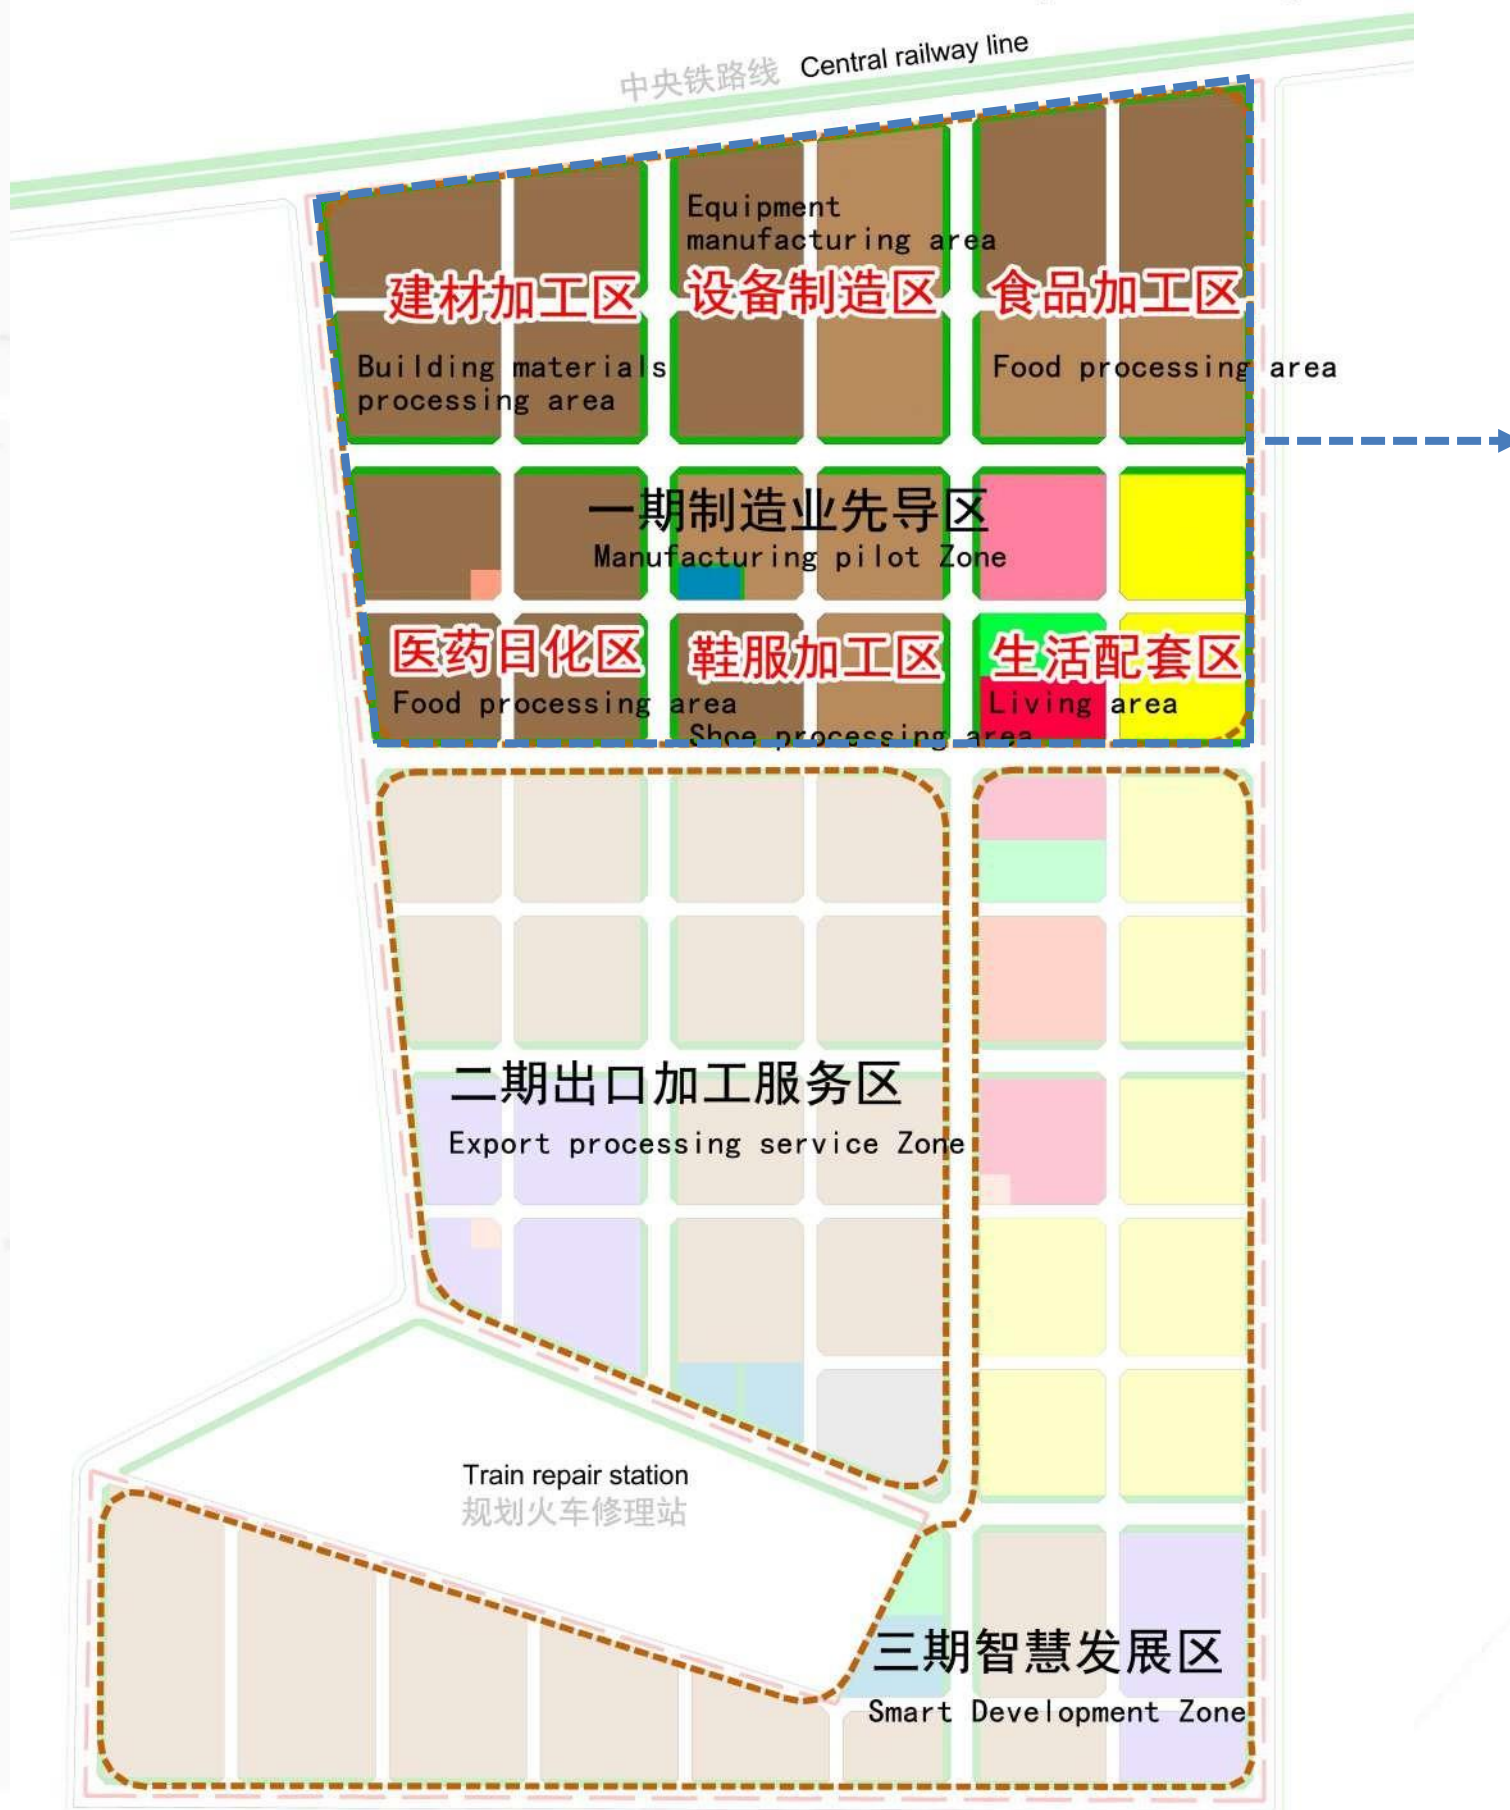 中央铁路线 Central railway line
Equipment
manufacturing area
建材加工区 设备制造区 食品加工区
Building materials
processing area
Food processing area
一期制造业先导区
Manufacturing pilot Zone
医药日化区 鞋服加工区 生活配套区
Food processing area
Living area
Shoe processing area
二期出口加工服务区
Export processing service Zone
Train repair station
规划火车修理站
三期智慧发展区
Smart Development Zone